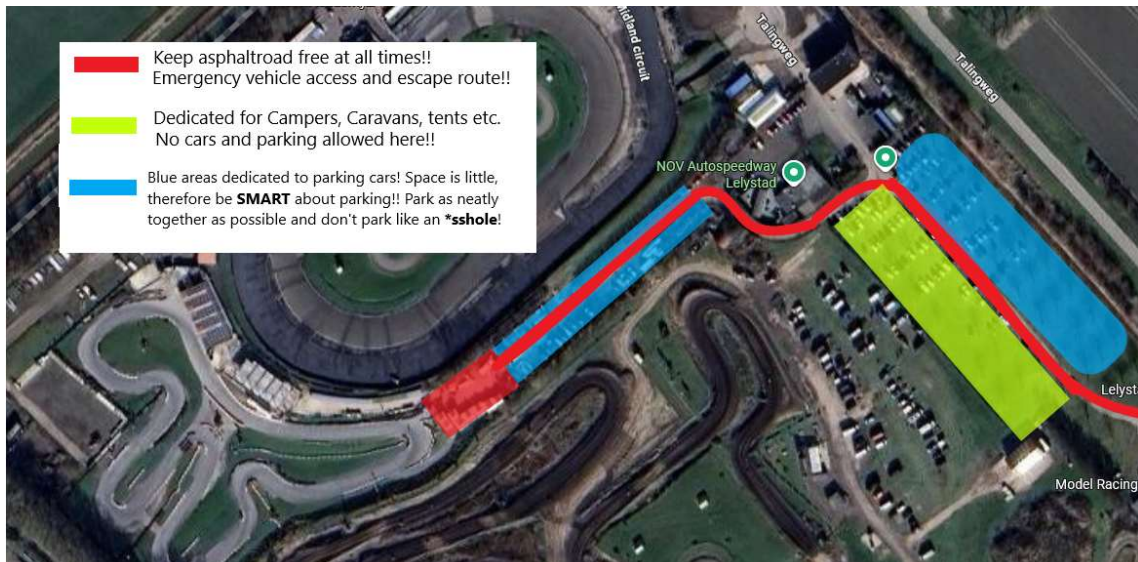 Keep asphaltroad free at all times!!
Emergency vehicle access and escape route!!
Dedicated for Campers, Caravans, tents etc.
No cars and parking allowed here!!
Blue areas dedicated to parking cars! Space is little,
therefore be SMART about parking!! Park as neatly
together as possible and don't park like an *sshole!
Midland circuit
Talingweg
Talingweg
NOV Autospeedway
Lelystad
Lelyst
Model Racing